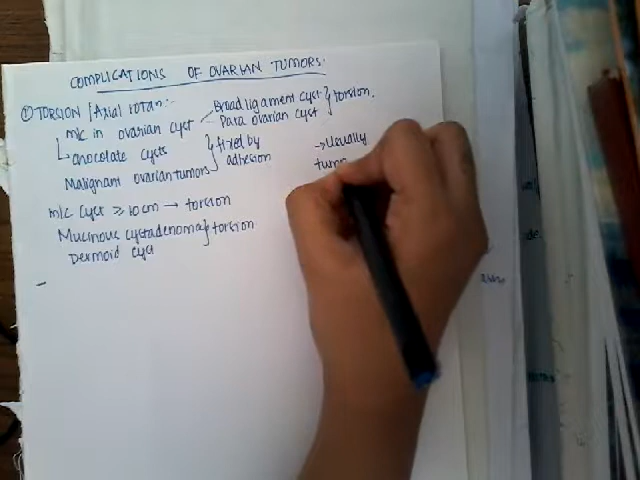 COMPLICATIONS OF OVARIAN TUMORS:
① TORSION [Axial rotan:-
m/c in ovarian cyst
Broad ligament cyst
Para ovarian cyst } torsion.
chocolate cysts
Malignant ovarian tumors } fixed by adhesion
→ Usually
tumo
m/c cyst ≥ 10 cm → torsion
Mucinous cystadenoma
Dermoid cyst } torsion
-